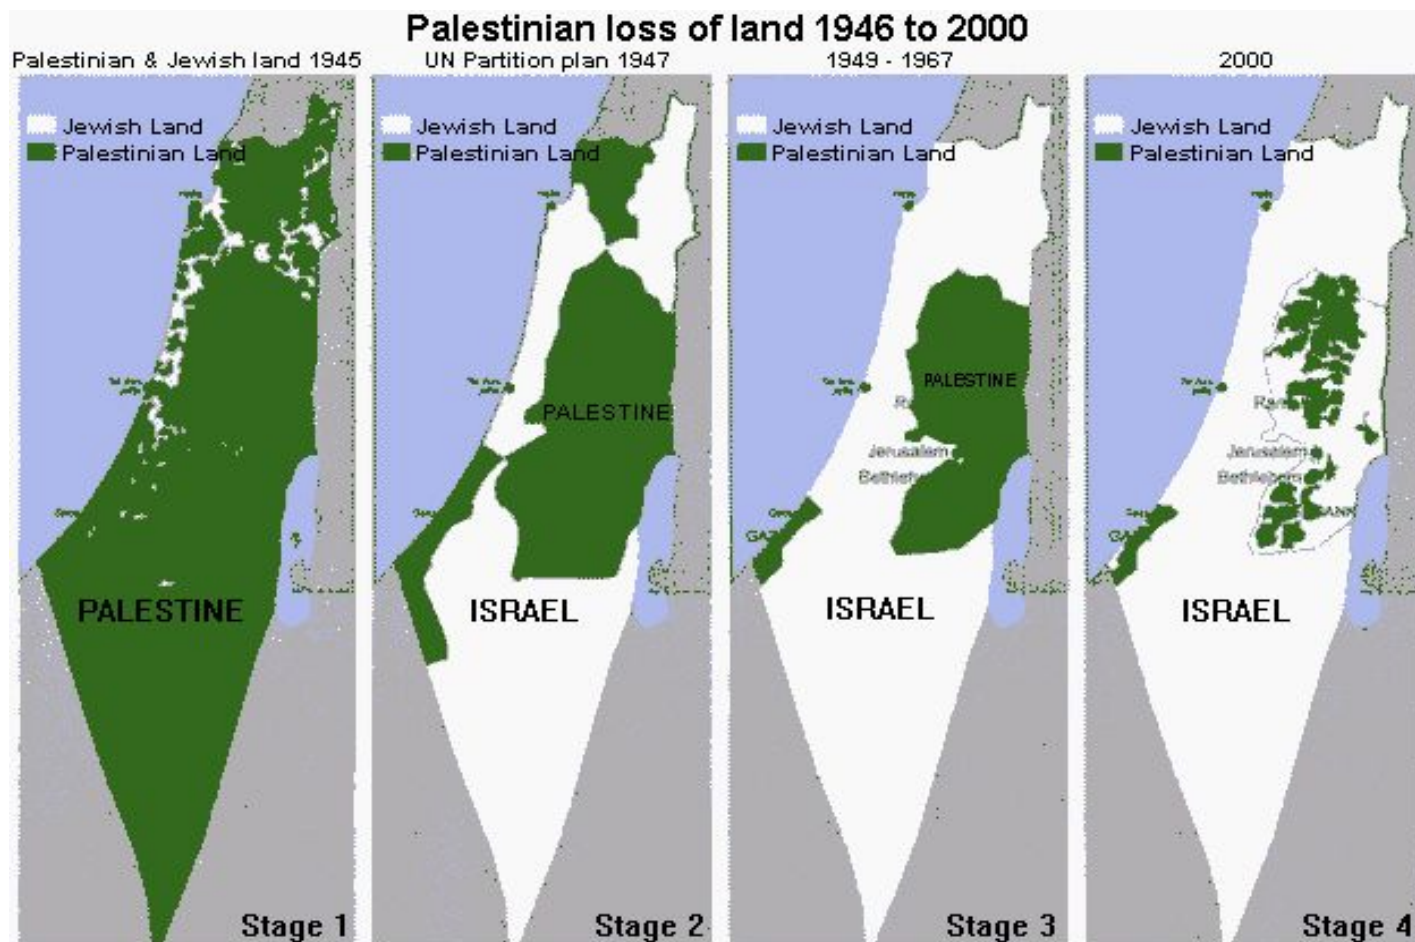 Palestinian loss of land 1946 to 2000
Palestinian & Jewish land 1945
UN Partition plan 1947
1949 - 1967
2000
Jewish Land
Palestinian Land
PALESTINE
Stage 1
Jewish Land
Palestinian Land
PALESTINE
ISRAEL
Stage 2
Jewish Land
Palestinian Land
PALESTINE
Jerusalem
ISRAEL
Stage 3
Jewish Land
Palestinian Land
Jerusalem
Bethlehem
ISRAEL
Stage 4